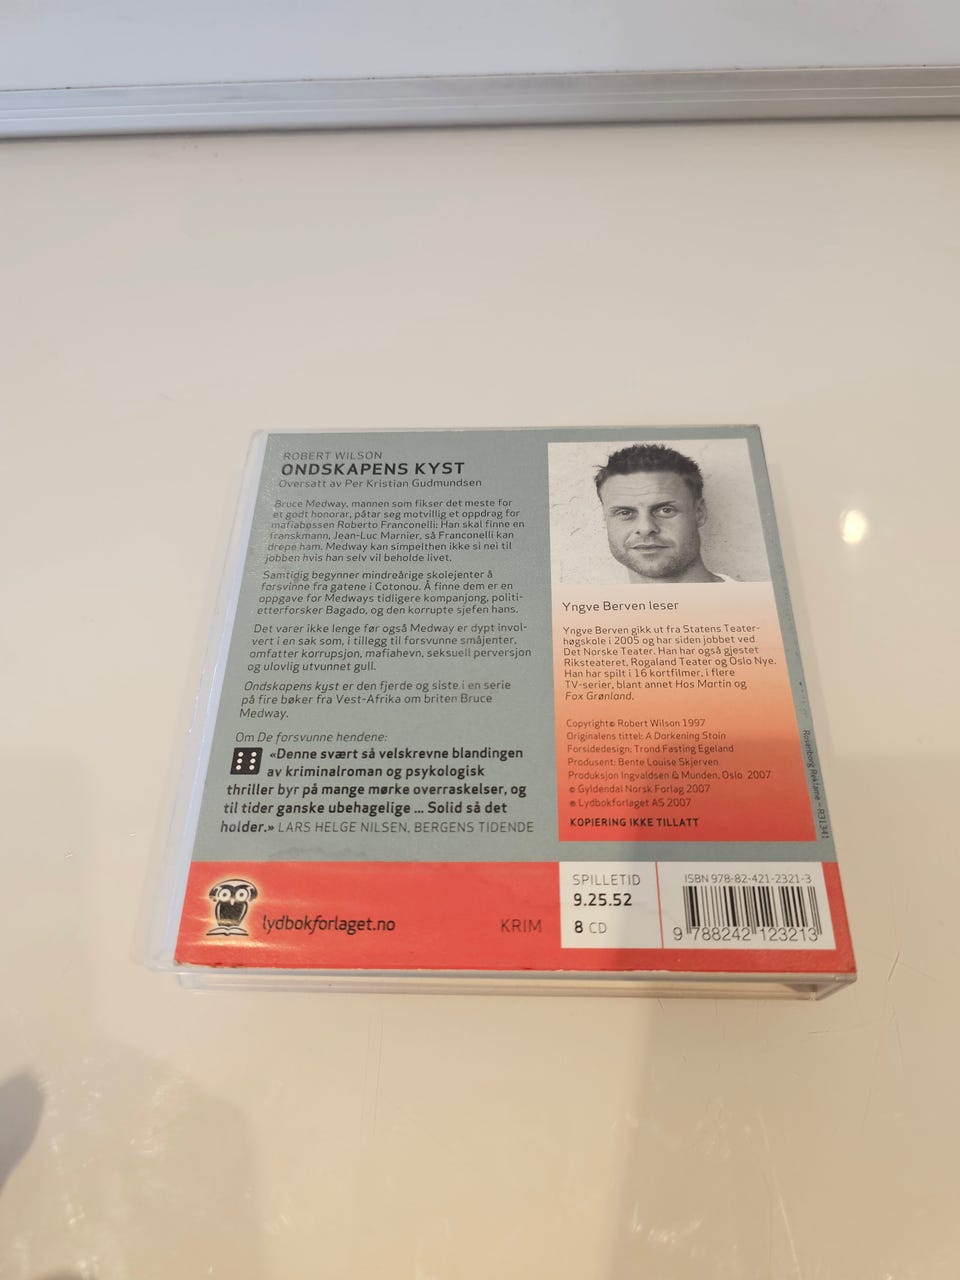 ROBERT WILSON
ONDSKAPENS KYST
Oversatt av Per Kristian Gudmundsen
Bruce Medway, mannen som fikser det meste for
et godt honorar, påtar seg motvillig et oppdrag for
mafiabossen Roberto Franconelli: Han skal finne en
franskmann, Jean-Luc Marnier, så Franconelli kan
drepe ham. Medway kan simpelthen ikke si nei til
jobben hvis han selv vil beholde livet.
Samtidig begynner mindreårige skolejenter å
forsvinne fra gatene i Cotonou. Å finne dem er en
oppgave for Medways tidligere kompanjong, politi-
etterforsker Bagado, og den korrupte sjefen hans.
Det varer ikke lenge før også Medway er dypt invol-
vert i en sak som, i tillegg til forsvunne småjenter,
omfatter korrupsjon, mafiahevn, seksuell perversjon
og ulovlig utvunnet gull.
Ondskapens kyst er den fjerde og siste i en serie
på fire bøker fra Vest-Afrika om briten Bruce
Medway.
Om De forsvunne hendene:
«Denne svært så velskrevne blandingen
av kriminalroman og psykologisk
thriller byr på mange mørke overraskelser, og
til tider ganske ubehagelige ... Solid så det
holder.» LARS HELGE NILSEN, BERGENS TIDENDE
Yngve Berven leser
Yngve Berven gikk ut fra Statens Teater-
høgskole i 2005 og har siden jobbet ved
Det Norske Teater. Han har også gjestet
Riksteateret, Rogaland Teater og Oslo Nye.
Han har spilt i 16 kortfilmer, i flere
TV-serier, blant annet Hos Martin og
Fox Grønland.
Copyright© Robert Wilson 1997
Originalens tittel: A Darkening Stain
Forsidedesign: Trond Fasting Egeland
Produsent: Bente Louise Skjerven
Produksjon Ingvaldsen & Munden, Oslo 2007
© Gyldendal Norsk Forlag 2007
℗ Lydbokforlaget AS 2007
KOPIERING IKKE TILLATT
Rosenborg Reklame – R31341
lydbokforlaget.no
KRIM
SPILLETID
9.25.52
8 CD
ISBN 978-82-421-2321-3
9 788242 123213